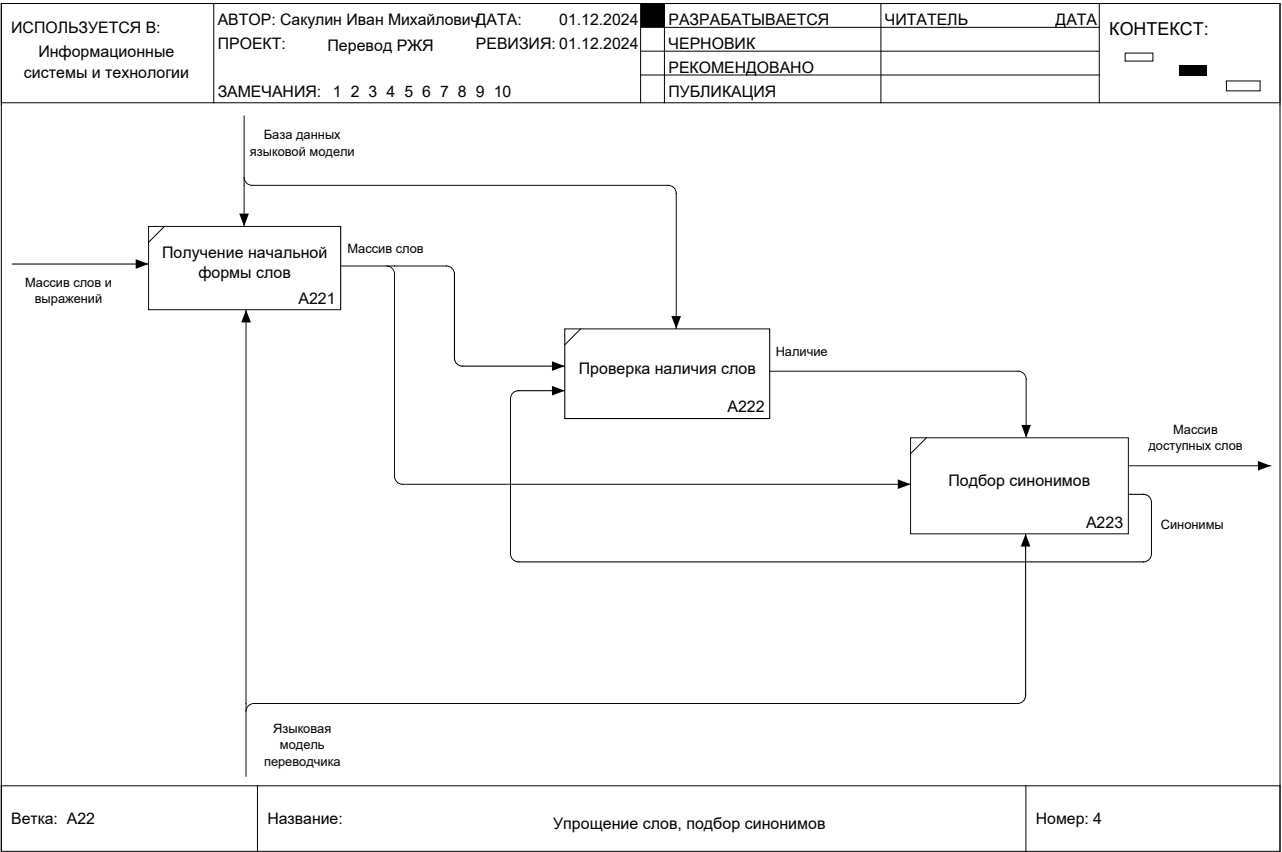 ИСПОЛЬЗУЕТСЯ В:
Информационные
системы и технологии
АВТОР: Сакулин Иван Михайлович
ДАТА: 01.12.2024
ПРОЕКТ: Перевод РЖЯ
РЕВИЗИЯ: 01.12.2024
ЗАМЕЧАНИЯ: 1 2 3 4 5 6 7 8 9 10
РАЗРАБАТЫВАЕТСЯ
ЧЕРНОВИК
РЕКОМЕНДОВАНО
ПУБЛИКАЦИЯ
ЧИТАТЕЛЬ ДАТА
КОНТЕКСТ:
База данных
языковой модели
Получение начальной
формы слов
A221
Массив слов
Массив слов и
выражений
Проверка наличия слов
A222
Наличие
Подбор синонимов
A223
Массив
доступных слов
Синонимы
Языковая
модель
переводчика
Ветка: A22
Название:
Упрощение слов, подбор синонимов
Номер: 4